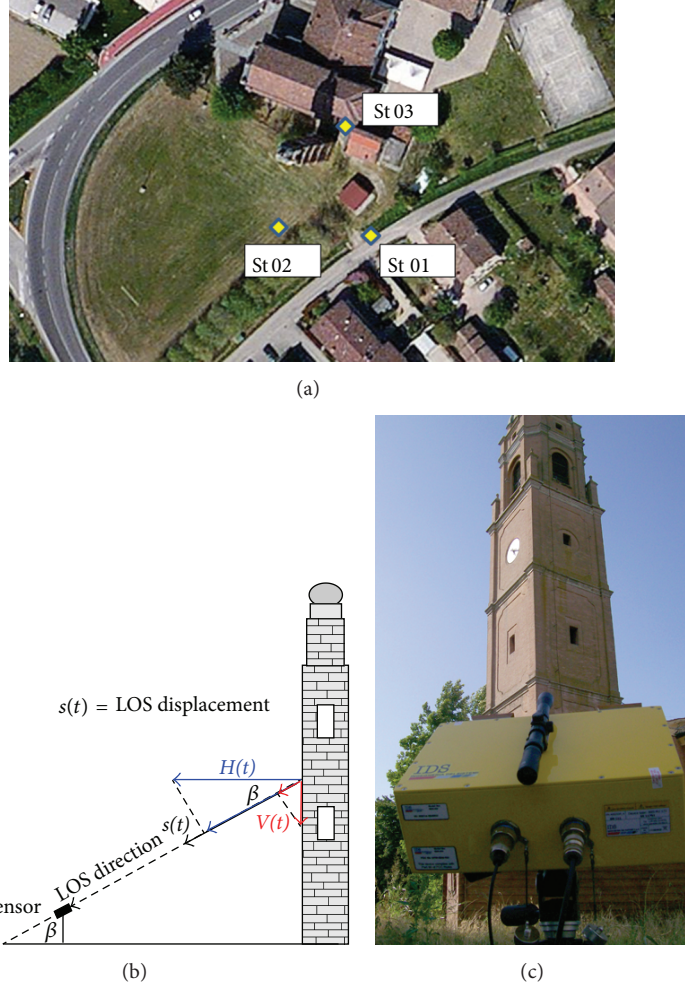 St 03
St 02
St 01
(a)
s(t) = LOS displacement
H(t)
β
s(t)
V(t)
LOS direction
ensor
β
(b)
IDS
(c)